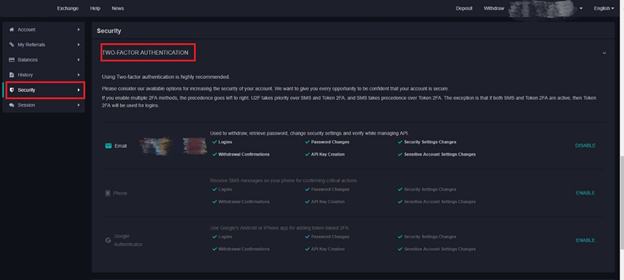 Exchange Help News Deposit Withdraw English
Account
My Referrals
Balances
History
Security
Session
Security
TWO-FACTOR AUTHENTICATION
Using Two-factor authentication is highly recommended.
Please consider our available options for increasing the security of your account. We want to give you every opportunity to be confident that your account is secure.
If you enable multiple 2FA methods, the precedence goes left to right; U2F takes priority over SMS and Token 2FA, and SMS takes precedence over Token 2FA. The exception is that if both SMS and Token 2FA are active, then Token
2FA will be used for logins.
Email
Used to withdraw, retrieve password, change security settings and verify while managing API.
Logins Password Changes Security Settings Changes
Withdrawal Confirmations API Key Creation Sensitive Account Settings Changes
DISABLE
Phone
Receive SMS messages on your phone for confirming critical actions
Logins Password Changes Security Settings Changes
Withdrawal Confirmations API Key Creation Sensitive Account Settings Changes
ENABLE
Google
Authenticator
Use Google's Android or iPhone app for adding token-based 2FA.
Logins Password Changes Security Settings Changes
Withdrawal Confirmations API Key Creation Sensitive Account Settings Changes
ENABLE